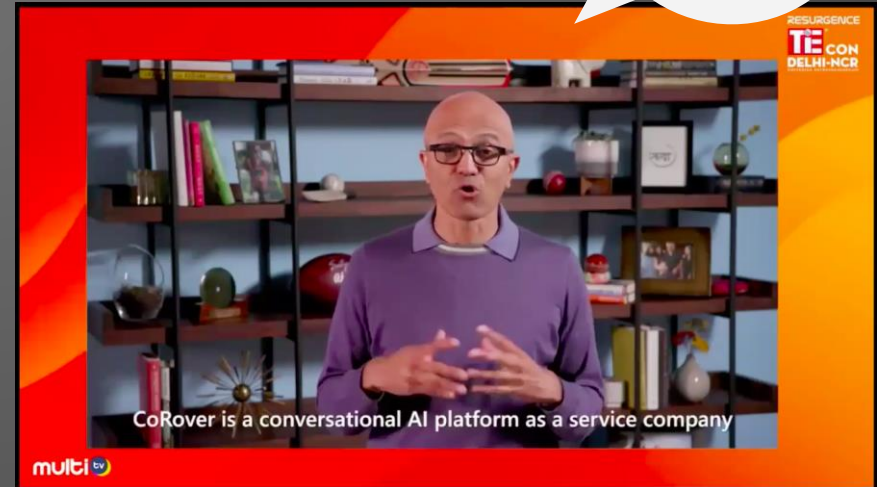 RESURGENCE
TiE CON
DELHI-NCR
CoRover is a conversational AI platform as a service company
multi tv